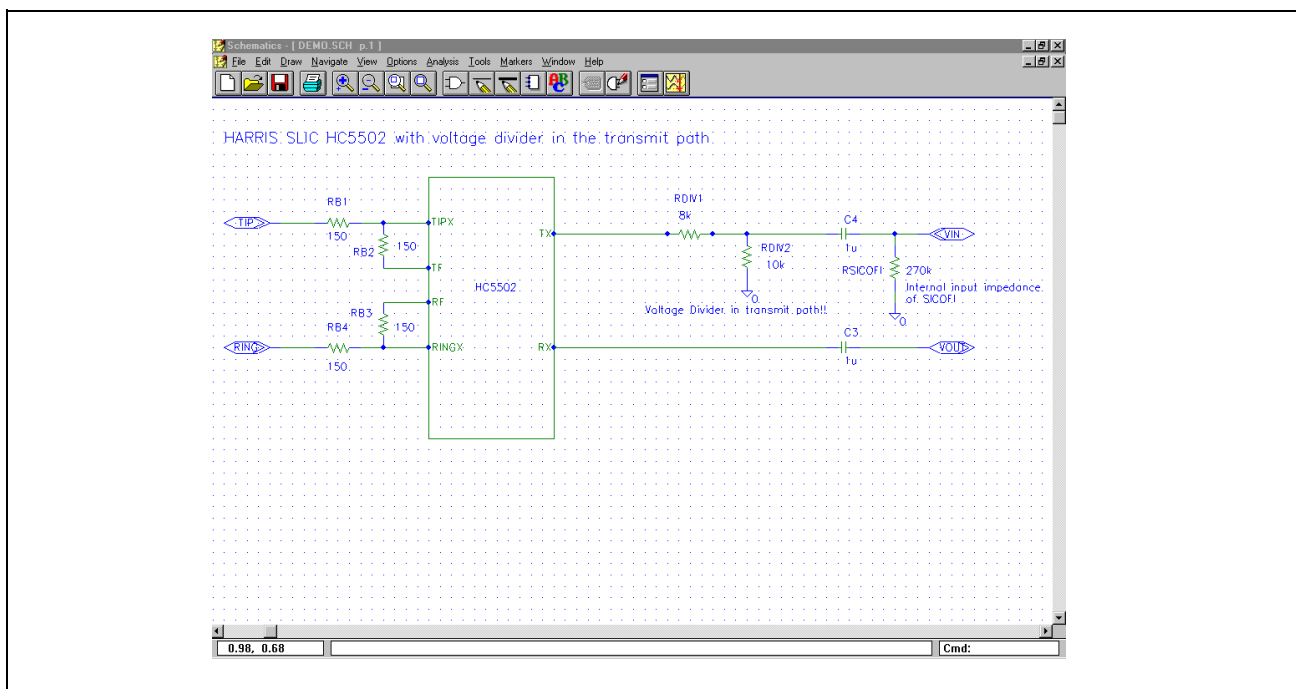 Schematics - [ DEMO.SCH p.1 ]
File Edit Draw Navigate View Options Analysis Tools Markers Window Help
HARRIS SLIC HC5502 with voltage divider in the transmit path
RB1
TIP
150
TIPX
RB2
150
TF
HC5502
RF
RB3
150
RB4
RING
150
RINGX
TX
RX
RDIV1
8k
RDIV2
10k
0
Voltage Divider in transmit path!!
C4
1u
VIN
RSICOFI
270k
Internal input impedance
of SICOFI
0
C3
1u
VOUT
0.98, 0.68
Cmd: